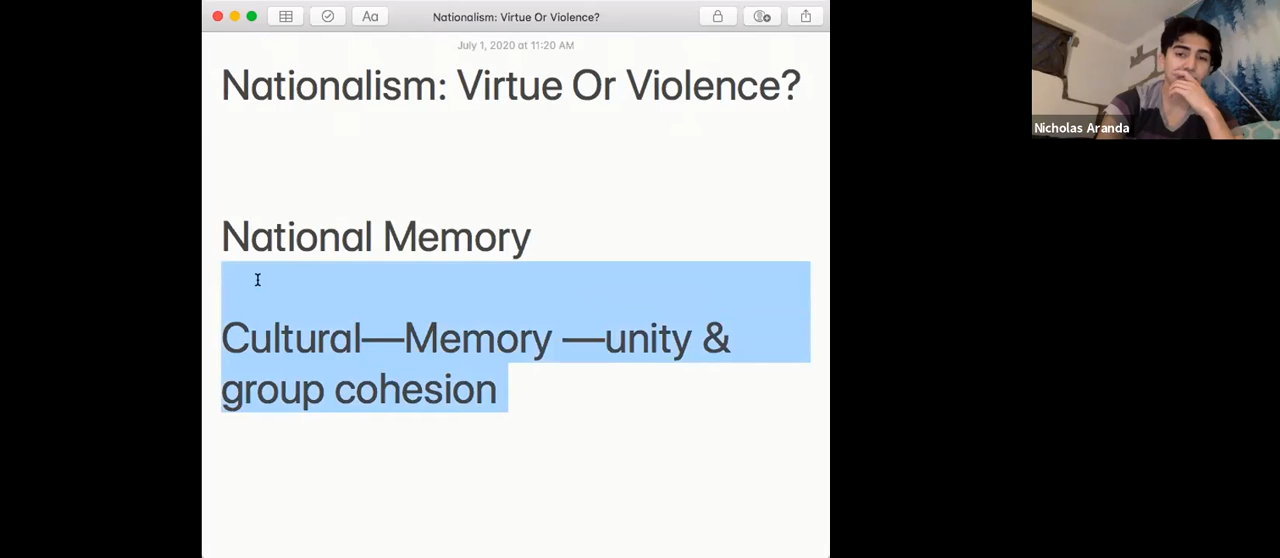 Aa
Nationalism: Virtue Or Violence?
July 1, 2020 at 11:20 AM
Nationalism: Virtue Or Violence?
National Memory
Cultural—Memory —unity &
group cohesion
Nicholas Aranda